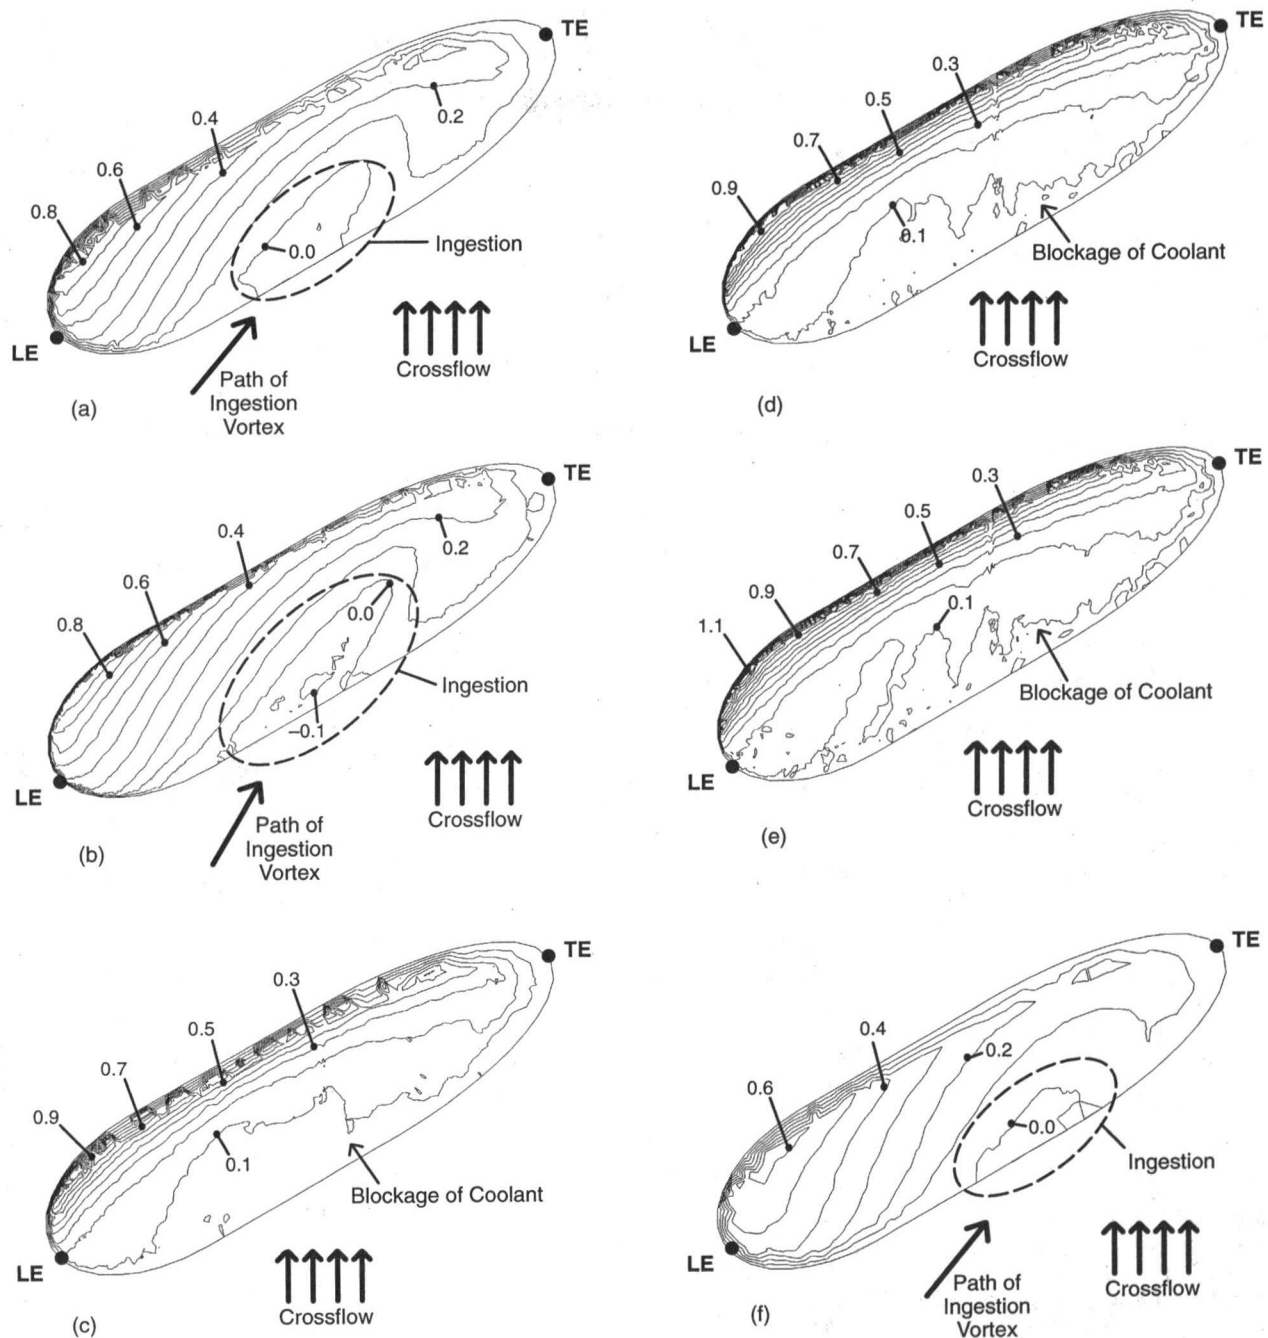 TE
0.4
0.2
0.6
0.8
0.0
Ingestion
LE
Crossflow
Path of
Ingestion
Vortex
(a)
TE
0.4
0.2
0.6
0.0
0.8
Ingestion
–0.1
LE
Crossflow
Path of
Ingestion
Vortex
(b)
TE
0.3
0.5
0.7
0.9
0.1
Blockage of Coolant
LE
Crossflow
(c)
TE
0.3
0.5
0.7
0.9
0.1
Blockage of Coolant
LE
Crossflow
(d)
TE
0.3
0.5
0.7
0.9
0.1
1.1
Blockage of Coolant
LE
Crossflow
(e)
TE
0.4
0.2
0.6
0.0
Ingestion
LE
Crossflow
Path of
Ingestion
Vortex
(f)